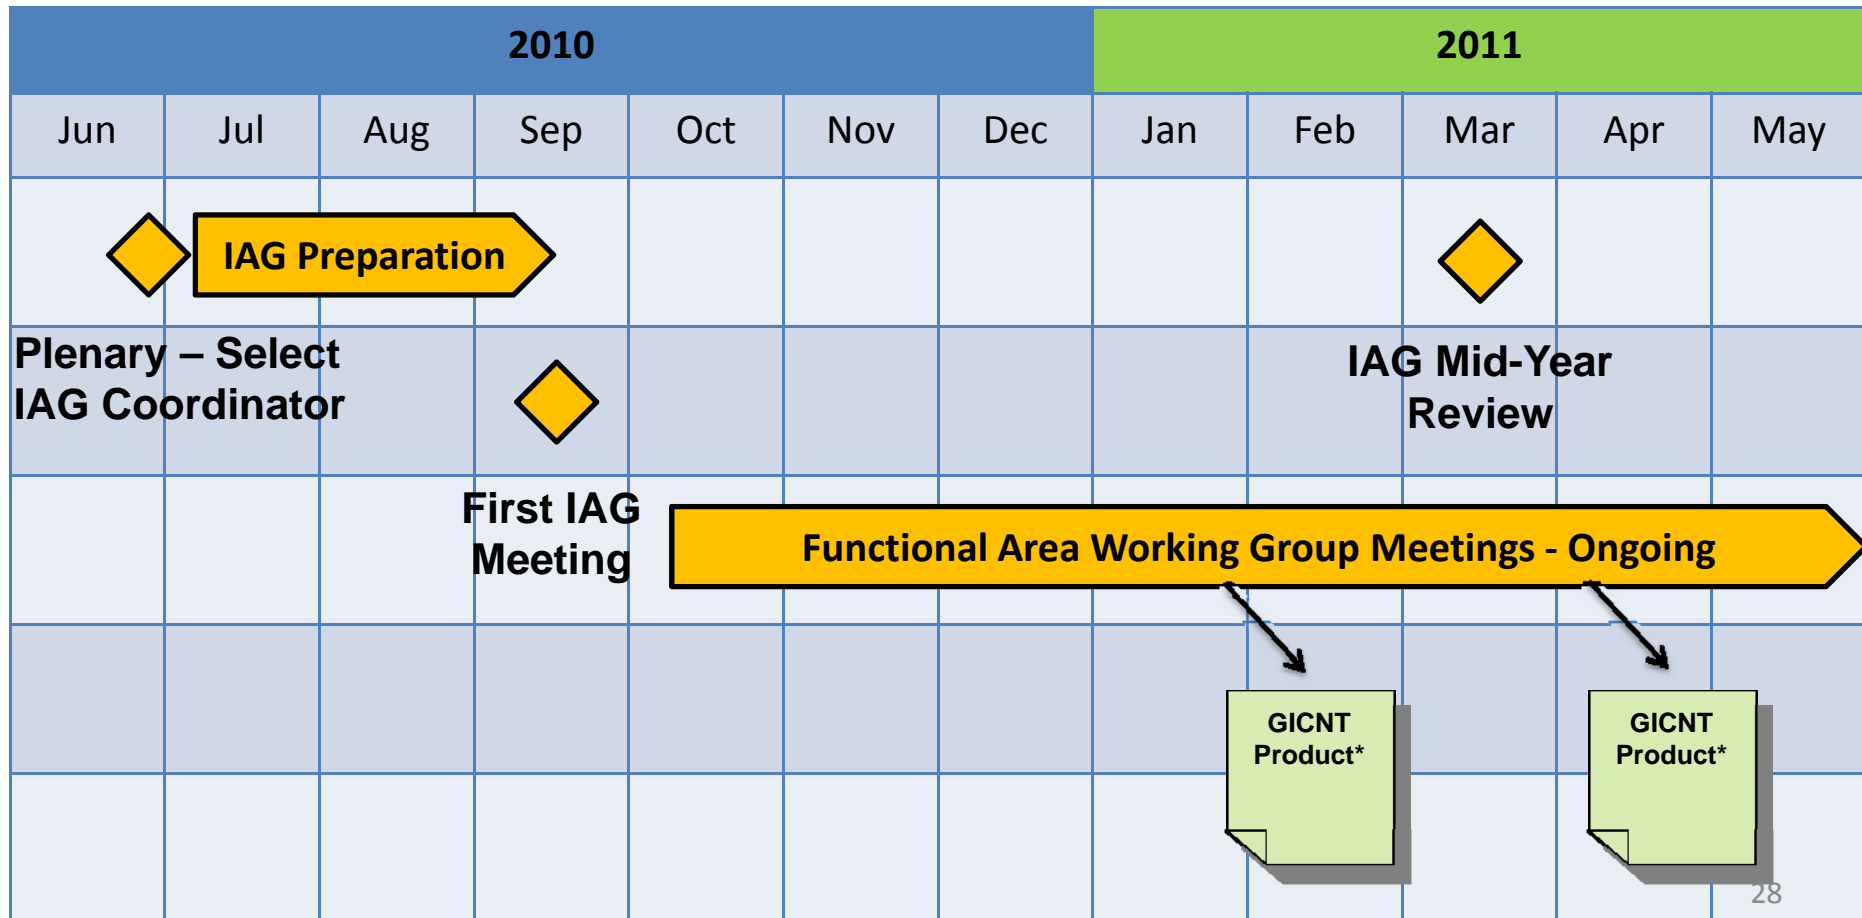 2010
2011
Jun
Jul
Aug
Sep
Oct
Nov
Dec
Jan
Feb
Mar
Apr
May
IAG Preparation
Plenary – Select
IAG Coordinator
IAG Mid-Year
Review
First IAG
Meeting
Functional Area Working Group Meetings - Ongoing
GICNT
Product*
GICNT
Product*
28